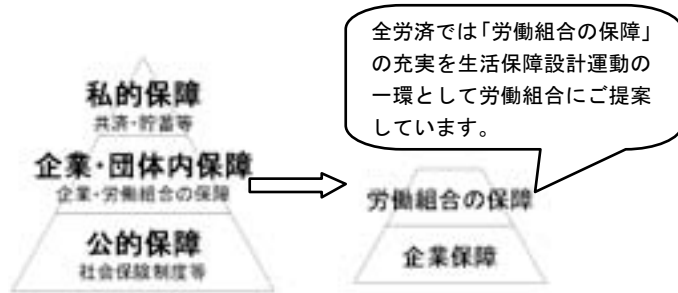 全労済では「労働組合の保障」
の充実を生活保障設計運動の
一環として労働組合にご提案
しています。
私的保障
共済・貯蓄等
企業・団体内保障
企業・労働組合の保障
公的保障
社会保険制度等
労働組合の保障
企業保障